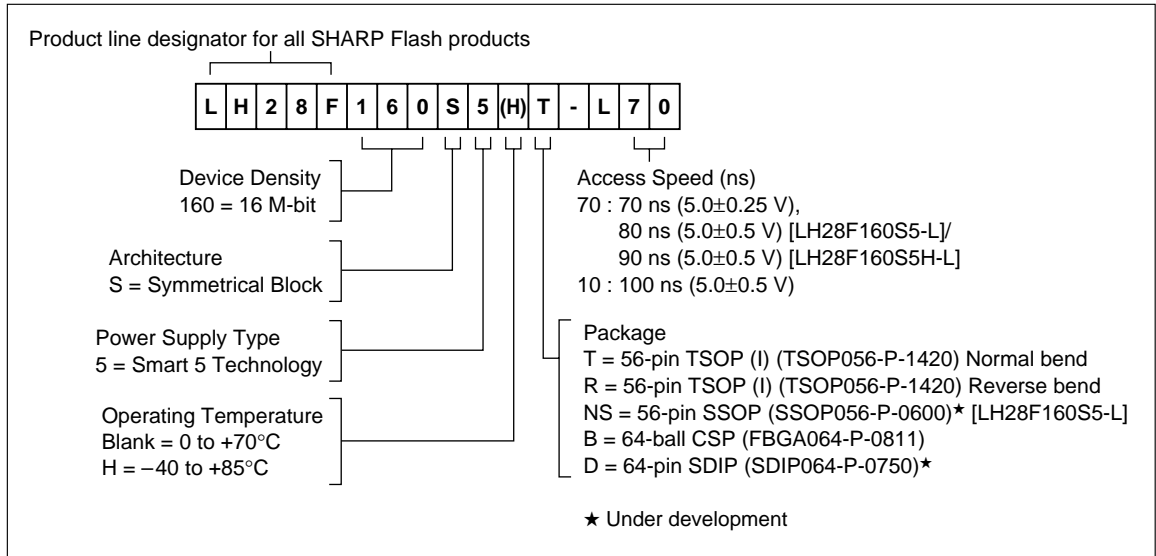 Product line designator for all SHARP Flash products
L H 2 8 F 1 6 0 S 5 (H) T - L 7 0
Device Density
160 = 16 M-bit
Architecture
S = Symmetrical Block
Power Supply Type
5 = Smart 5 Technology
Operating Temperature
Blank = 0 to +70°C
H = −40 to +85°C
Access Speed (ns)
70 : 70 ns (5.0±0.25 V),
80 ns (5.0±0.5 V) [LH28F160S5-L]/
90 ns (5.0±0.5 V) [LH28F160S5H-L]
10 : 100 ns (5.0±0.5 V)
Package
T = 56-pin TSOP (I) (TSOP056-P-1420) Normal bend
R = 56-pin TSOP (I) (TSOP056-P-1420) Reverse bend
NS = 56-pin SSOP (SSOP056-P-0600)★ [LH28F160S5-L]
B = 64-ball CSP (FBGA064-P-0811)
D = 64-pin SDIP (SDIP064-P-0750)★
★ Under development